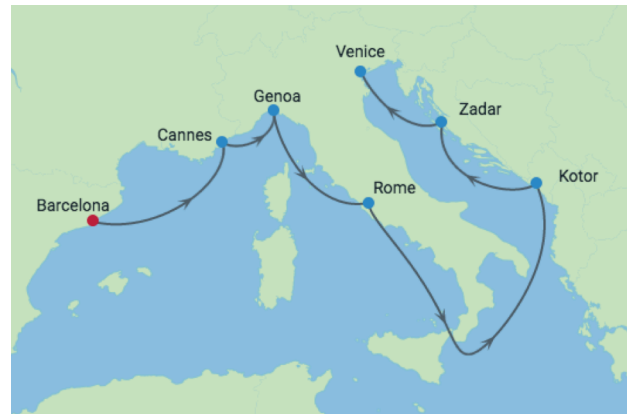 Venice
Genoa
Zadar
Cannes
Kotor
Rome
Barcelona